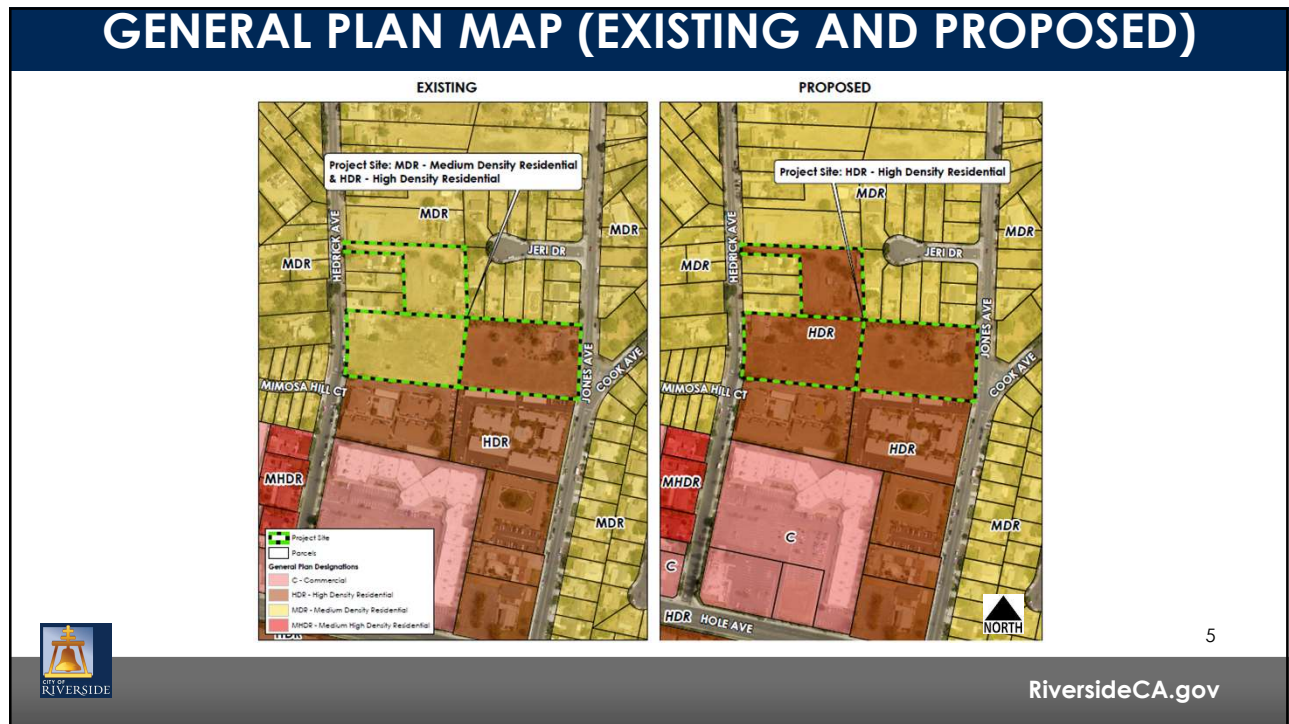 GENERAL PLAN MAP (EXISTING AND PROPOSED)
EXISTING
Project Site: MDR - Medium Density Residential
& HDR - High Density Residential
MDR
MDR
MDR
HEDRICK AVE
JERI DR
JONES AVE
COOK AVE
MIMOSA HILL CT
HDR
MHDR
MDR
Project Site
Parcels
General Plan Designations
C - Commercial
HDR - High Density Residential
MDR - Medium Density Residential
MHDR - Medium High Density Residential
HDR
PROPOSED
Project Site: HDR - High Density Residential
MDR
MDR
MDR
HEDRICK AVE
JERI DR
HDR
JONES AVE
COOK AVE
MIMOSA HILL CT
HDR
MHDR
MDR
C
C
HDR
HOLE AVE
NORTH
5
CITY OF
RIVERSIDE
RiversideCA.gov